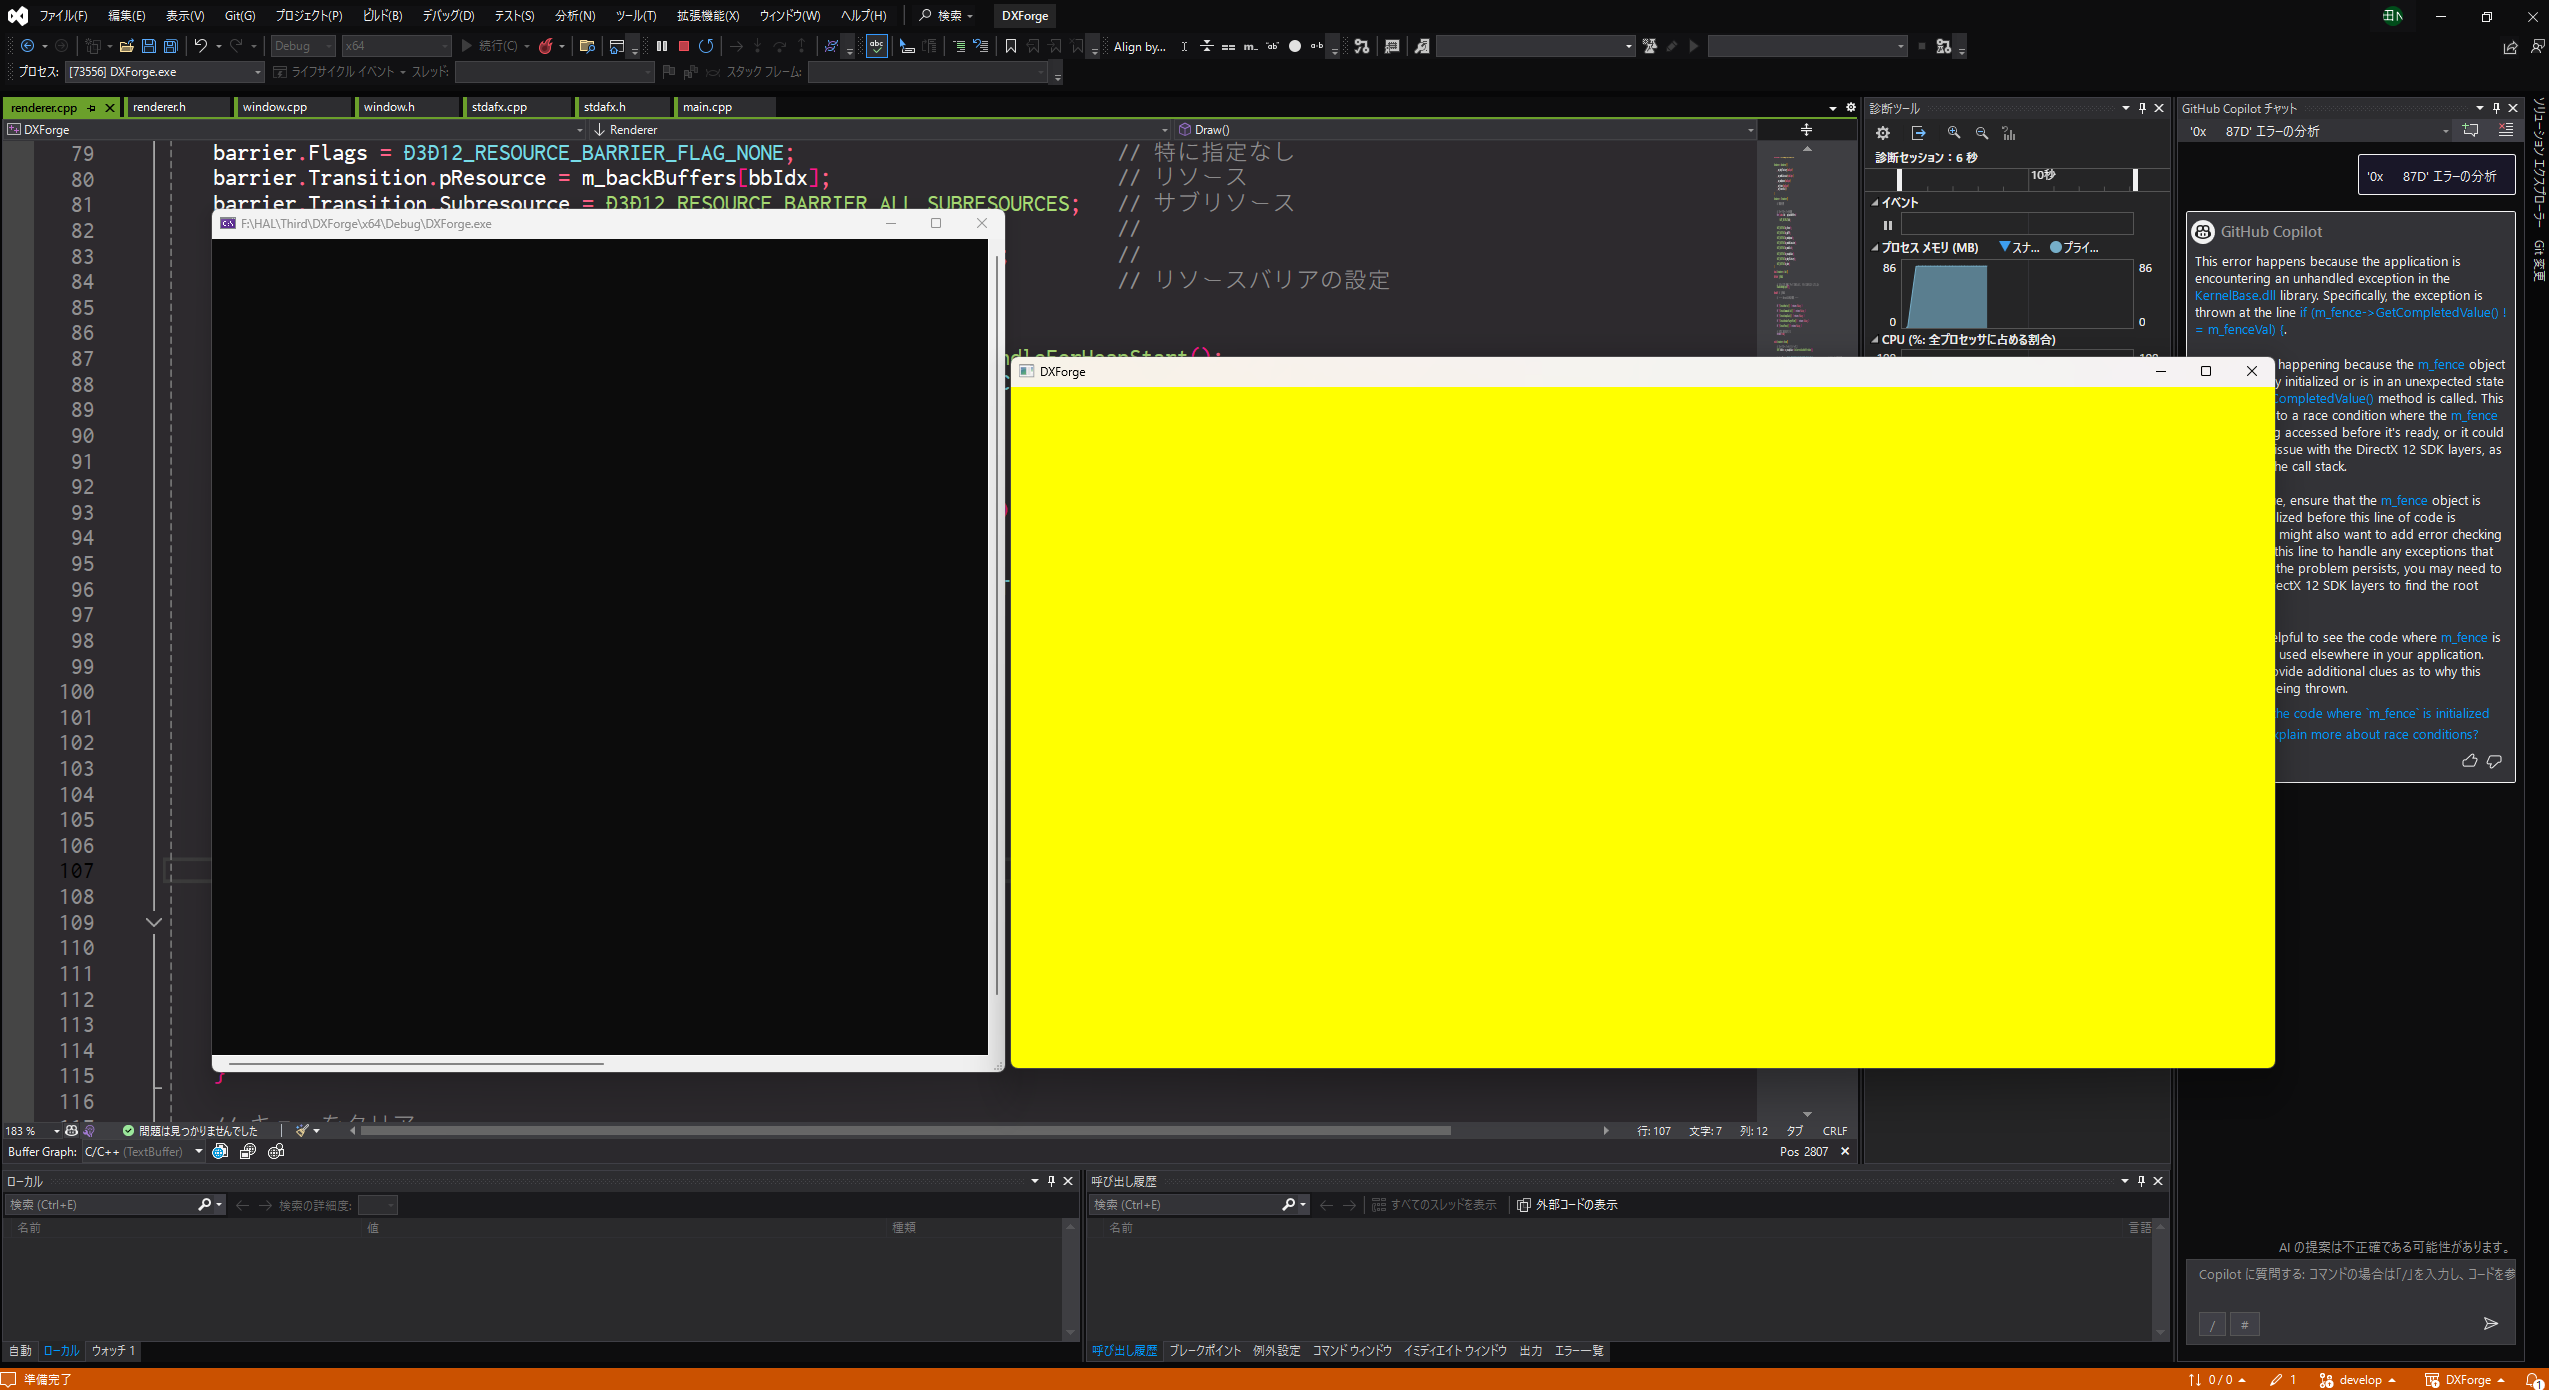 ファイル(F) 編集(E) 表示(V) Git(G) プロジェクト(P) ビルド(B) デバッグ(D) テスト(S) 分析(N) ツール(T) 拡張機能(X) ウィンドウ(W) ヘルプ(H) 検索 DXForge
Debug x64 続行(C) Align by...
プロセス: [73556] DXForge.exe ライフサイクル イベント スレッド: スタック フレーム:
renderer.cpp renderer.h window.cpp window.h stdafx.cpp stdafx.h main.cpp
DXForge Renderer Draw()
79 barrier.Flags = D3D12_RESOURCE_BARRIER_FLAG_NONE; // 特に指定なし
80 barrier.Transition.pResource = m_backBuffers[bbIdx]; // リソース
81 barrier.Transition.Subresource = D3D12_RESOURCE_BARRIER_ALL_SUBRESOURCES; // サブリソース
82 //
83 //
84 // リソースバリアの設定
85
86
87 ndleForHeapStart();
88
89
90
91
92
93
94
95
96
97
98
99
100
101
102
103
104
105
106
107
108
109
110
111
112
113
114
115 }
116
F:\HAL\Third\DXForge\x64\Debug\DXForge.exe
DXForge
183 % 問題は見つかりませんでした 行: 107 文字: 7 列: 12 タブ CRLF
Buffer Graph: C/C++ (TextBuffer) Pos 2807
診断ツール
診断セッション: 6 秒
10秒
イベント
プロセス メモリ (MB) スナ... プライ...
86 86
0 0
CPU (%: 全プロセッサに占める割合)
100 100
GitHub Copilot チャット
'0x 87D' エラーの分析
'0x 87D' エラーの分析
GitHub Copilot
This error happens because the application is
encountering an unhandled exception in the
KernelBase.dll library. Specifically, the exception is
thrown at the line if (m_fence->GetCompletedValue() !
= m_fenceVal) {.
happening because the m_fence object
y initialized or is in an unexpected state
CompletedValue() method is called. This
to a race condition where the m_fence
g accessed before it's ready, or it could
issue with the DirectX 12 SDK layers, as
he call stack.
e, ensure that the m_fence object is
lized before this line of code is
might also want to add error checking
this line to handle any exceptions that
the problem persists, you may need to
ectX 12 SDK layers to find the root
elpful to see the code where m_fence is
used elsewhere in your application.
ovide additional clues as to why this
eing thrown.
he code where `m_fence` is initialized
xplain more about race conditions?
AI の提案は不正確である可能性があります。
Copilot に質問する: コマンドの場合は「/」を入力し、コードを参
/ #
ソリューション エクスプローラー Git 変更
ローカル
検索 (Ctrl+E) 検索の詳細度:
名前 値 種類
自動 ローカル ウォッチ 1
呼び出し履歴
検索 (Ctrl+E) すべてのスレッドを表示 外部コードの表示
名前 言語
呼び出し履歴 ブレークポイント 例外設定 コマンド ウィンドウ イミディエイト ウィンドウ 出力 エラー一覧
準備完了 0 / 0 1 develop DXForge 1